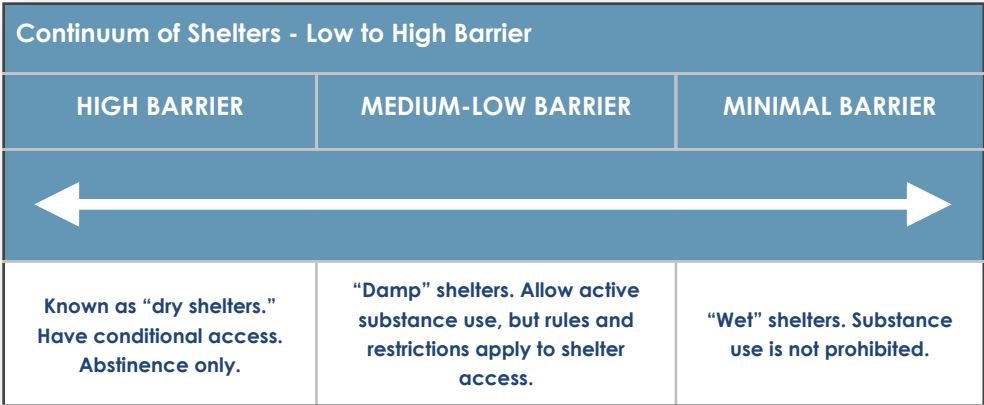 Continuum of Shelters - Low to High Barrier
HIGH BARRIER
MEDIUM-LOW BARRIER
MINIMAL BARRIER
Known as “dry shelters.”
Have conditional access.
Abstinence only.
“Damp” shelters. Allow active
substance use, but rules and
restrictions apply to shelter
access.
“Wet” shelters. Substance
use is not prohibited.